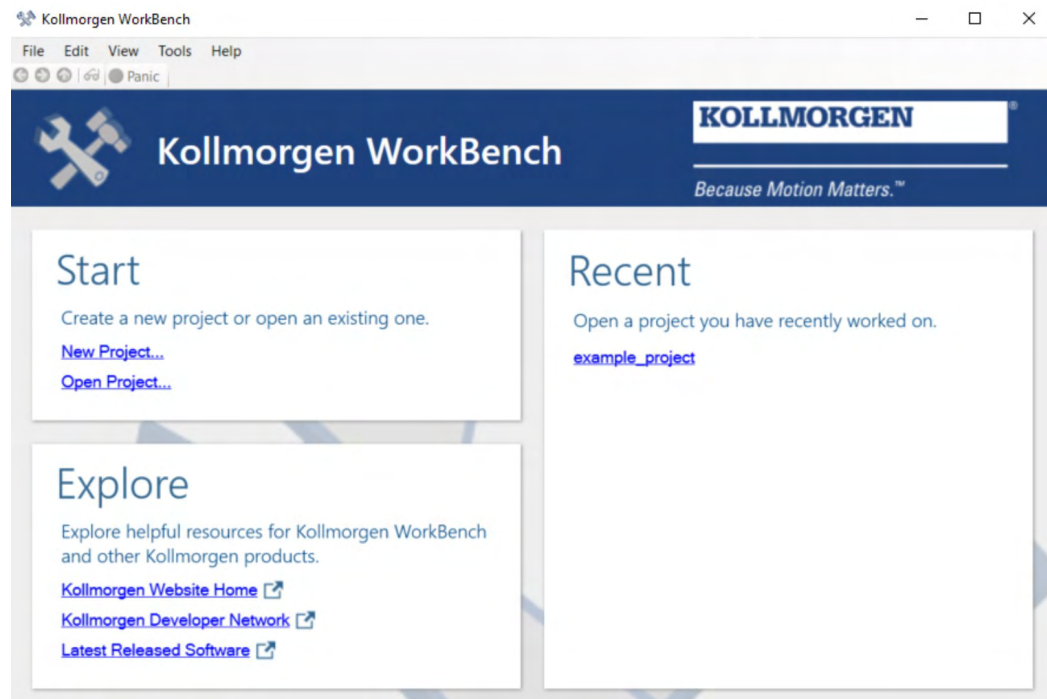 Kollmorgen WorkBench
File Edit View Tools Help
Panic
Kollmorgen WorkBench
KOLLMORGEN®
Because Motion Matters.™
Start
Create a new project or open an existing one.
New Project...
Open Project...
Explore
Explore helpful resources for Kollmorgen WorkBench
and other Kollmorgen products.
Kollmorgen Website Home
Kollmorgen Developer Network
Latest Released Software
Recent
Open a project you have recently worked on.
example_project